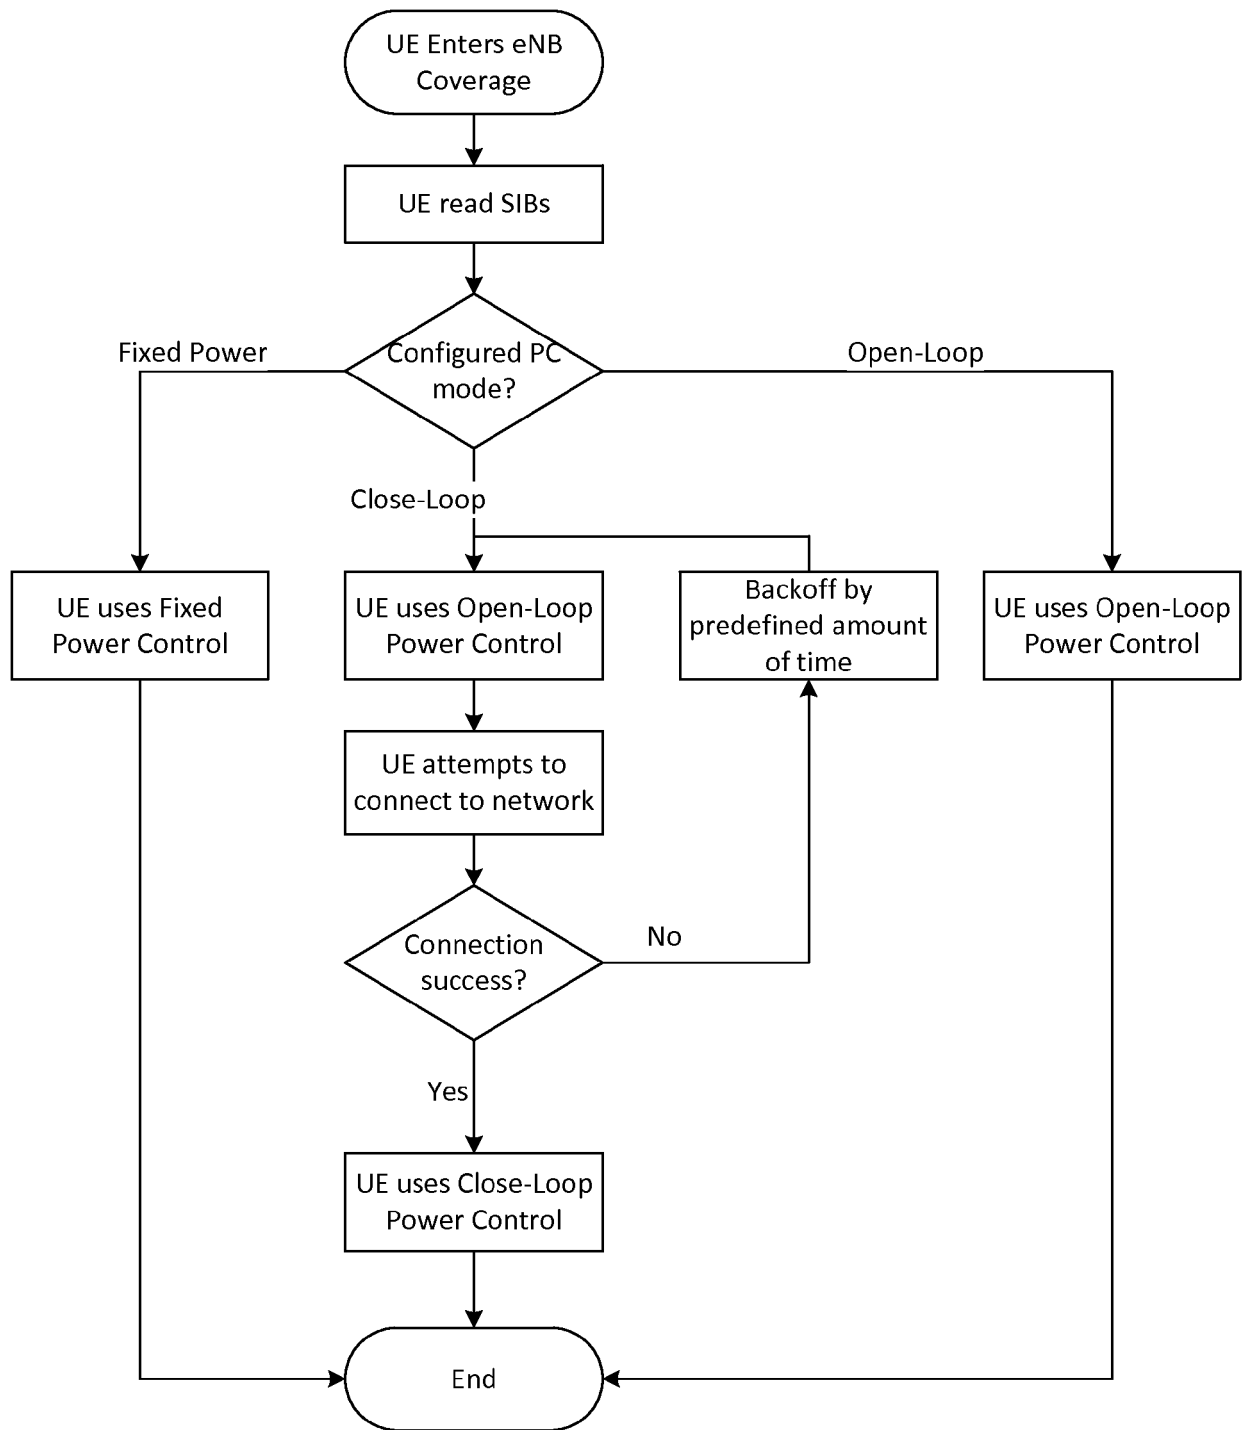 UE Enters eNB
Coverage
UE read SIBs
Configured PC
mode?
Fixed Power
Open-Loop
Close-Loop
UE uses Fixed
Power Control
UE uses Open-Loop
Power Control
Backoff by
predefined amount
of time
UE uses Open-Loop
Power Control
UE attempts to
connect to network
Connection
success?
No
Yes
UE uses Close-Loop
Power Control
End